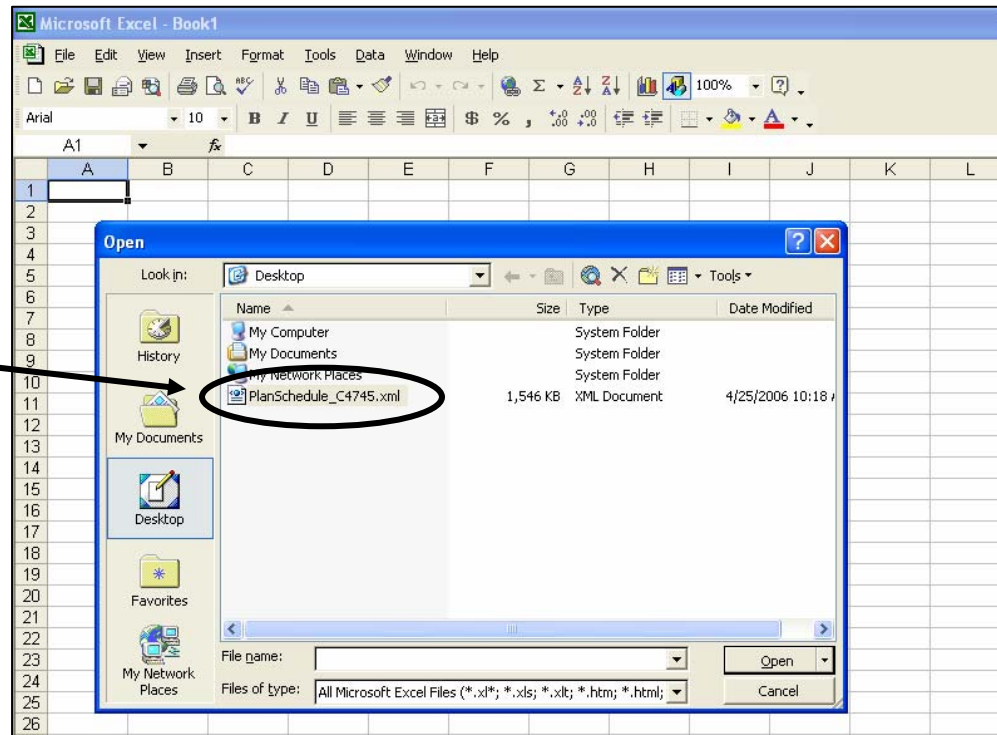 Microsoft Excel - Book1
File Edit View Insert Format Tools Data Window Help
100%
Arial 10 B I U $ % ,
A1 fx
A B C D E F G H I J K L
1
2
3
4
5
6
7
8
9
10
11
12
13
14
15
16
17
18
19
20
21
22
23
24
25
26
Open
Look in: Desktop Tools
History
My Documents
Desktop
Favorites
My Network
Places
Name Size Type Date Modified
My Computer System Folder
My Documents System Folder
My Network Places System Folder
PlanSchedule_C4745.xml 1,546 KB XML Document 4/25/2006 10:18
File name: Open
Files of type: All Microsoft Excel Files (*.xl*; *.xls; *.xlt; *.htm; *.html; Cancel